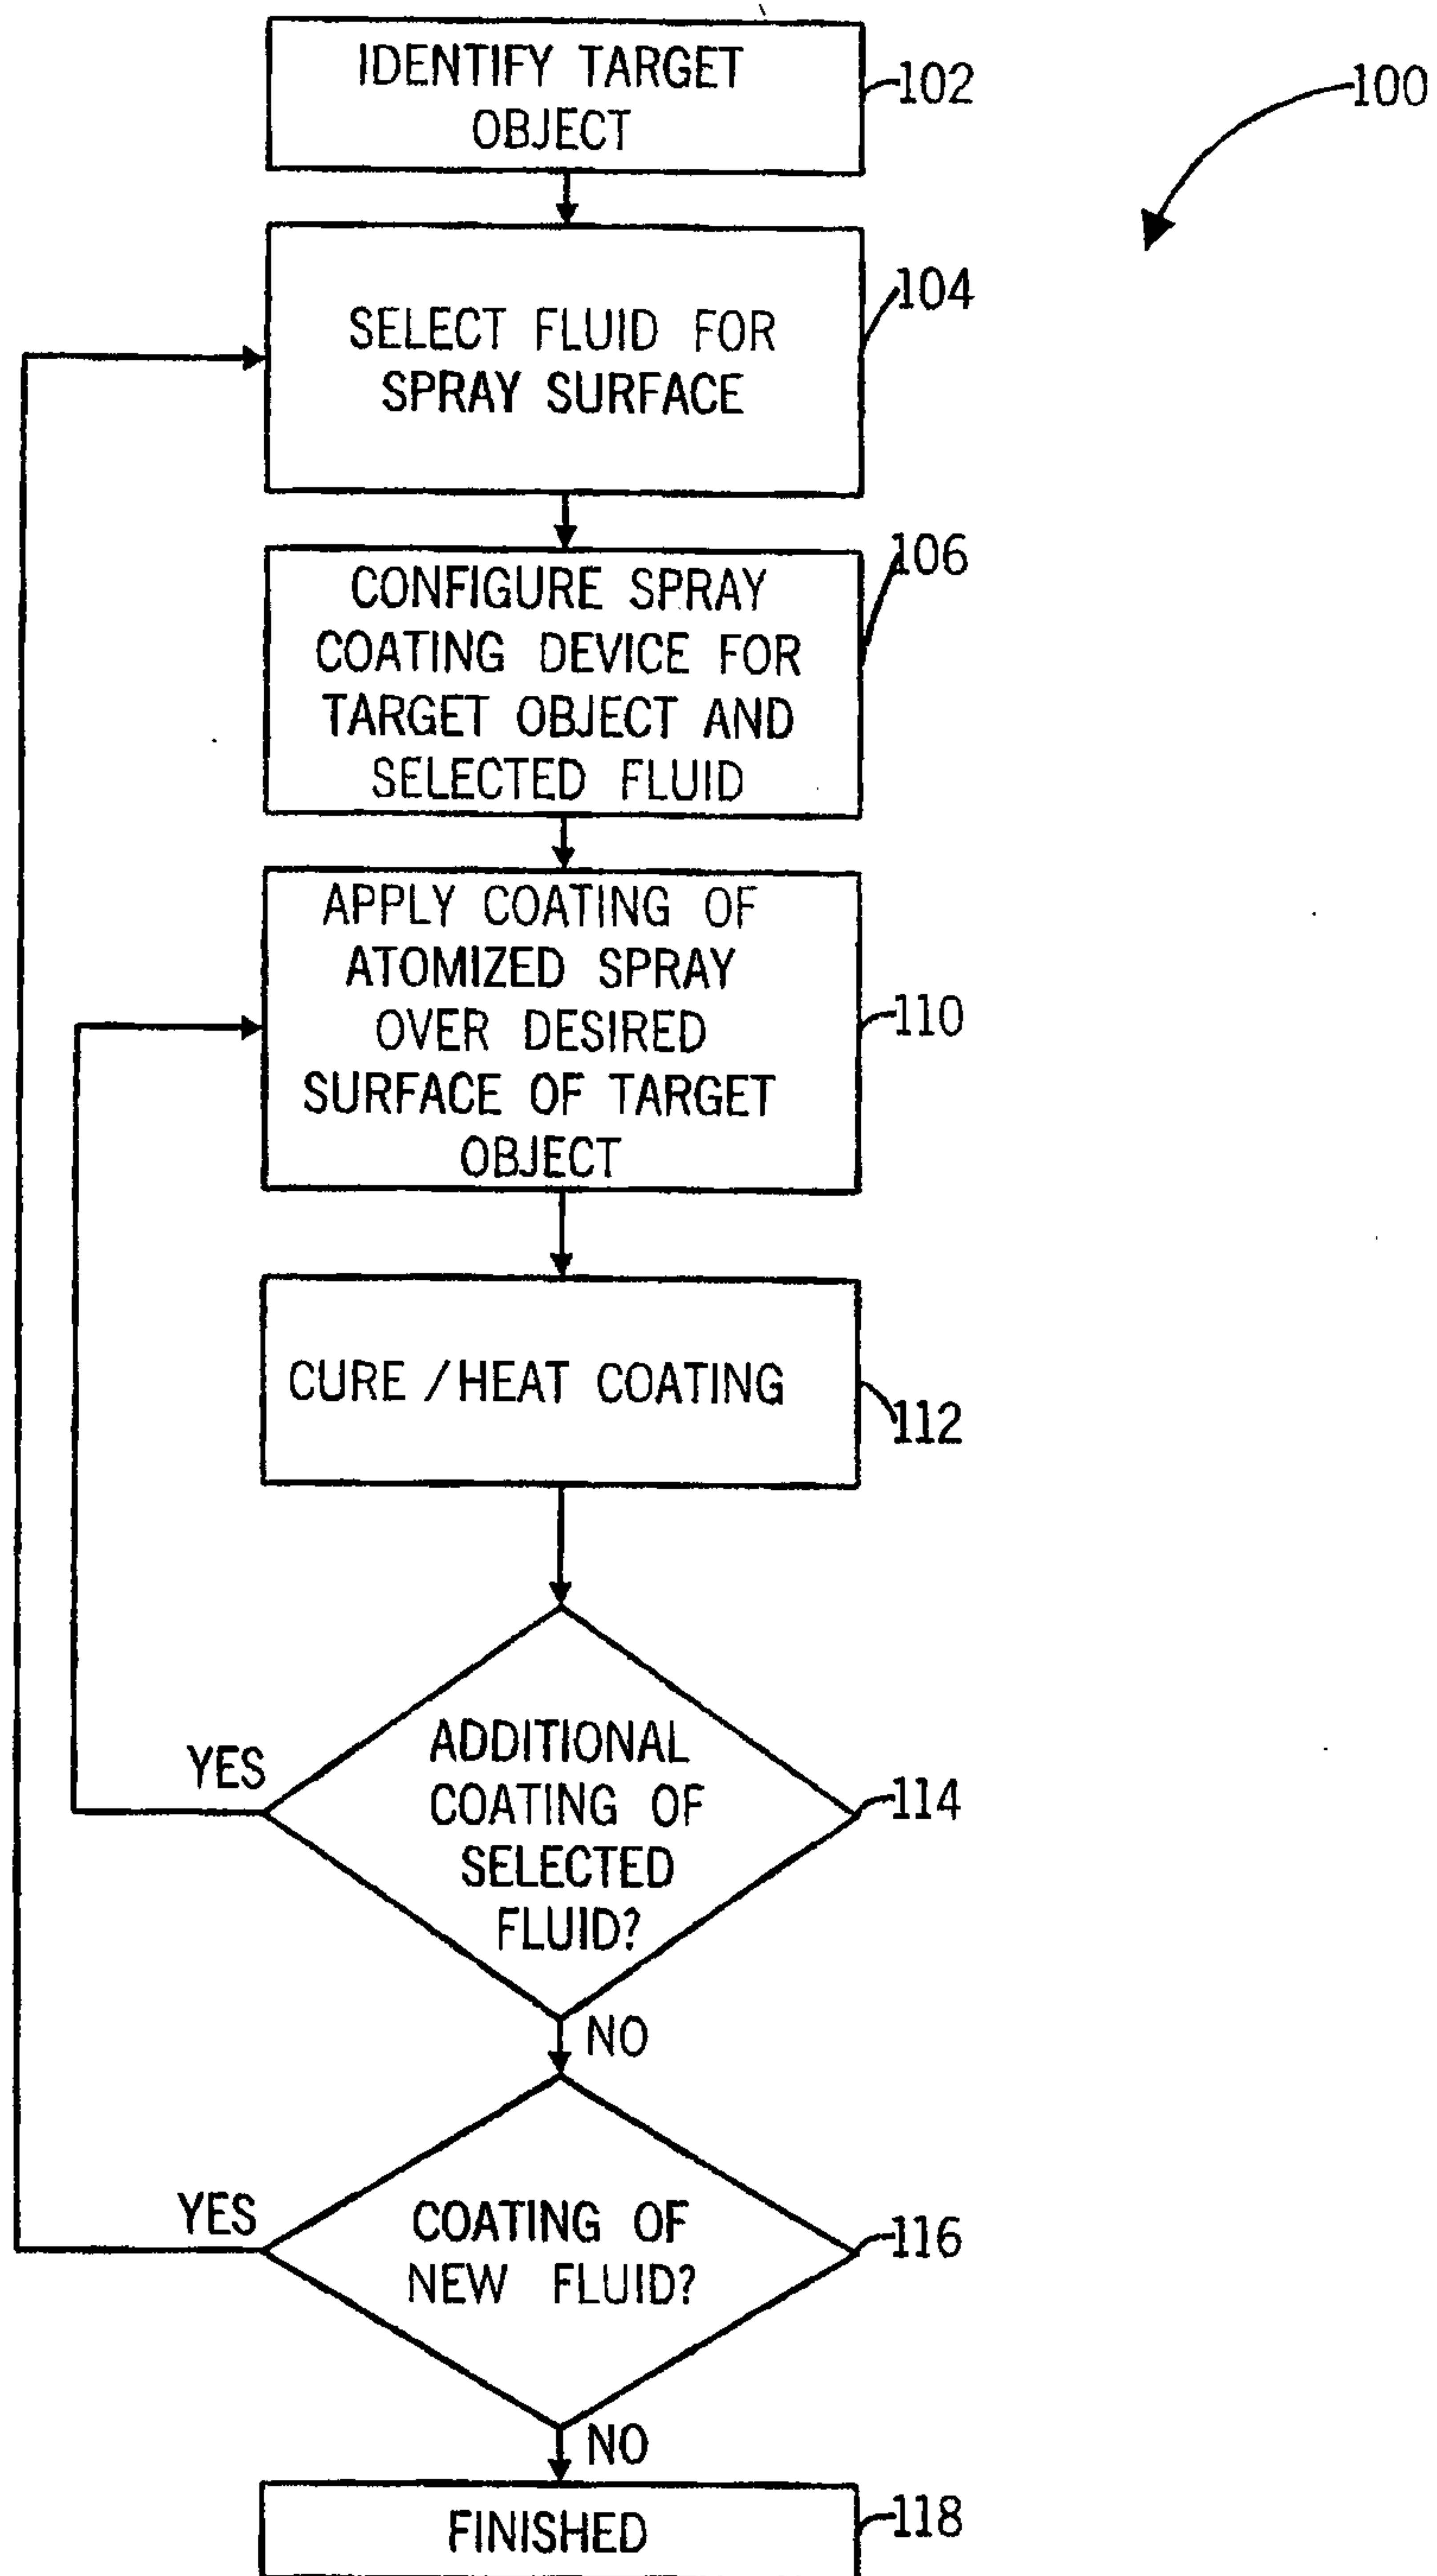 IDENTIFY TARGET
OBJECT
102
100
SELECT FLUID FOR
SPRAY SURFACE
104
CONFIGURE SPRAY
COATING DEVICE FOR
TARGET OBJECT AND
SELECTED FLUID
106
APPLY COATING OF
ATOMIZED SPRAY
OVER DESIRED
SURFACE OF TARGET
OBJECT
110
CURE /HEAT COATING
112
ADDITIONAL
COATING OF
SELECTED
FLUID?
114
YES
NO
COATING OF
NEW FLUID?
116
YES
NO
FINISHED
118